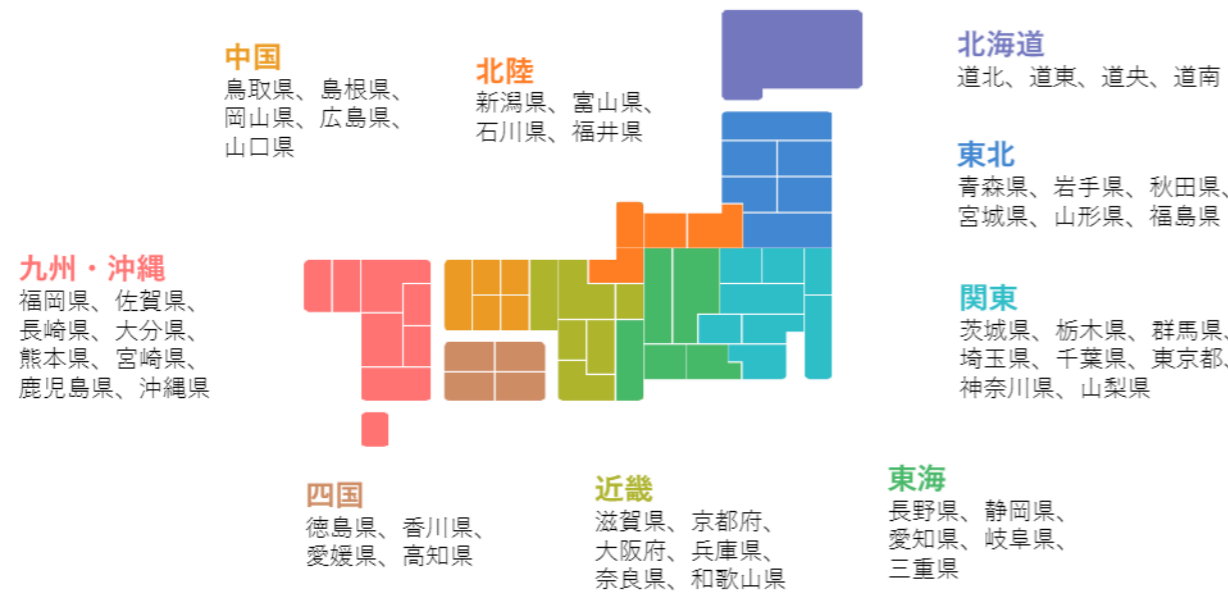 中国
鳥取県、島根県、
岡山県、広島県、
山口県
北陸
新潟県、富山県、
石川県、福井県
北海道
道北、道東、道央、道南
東北
青森県、岩手県、秋田県、
宮城県、山形県、福島県
九州・沖縄
福岡県、佐賀県、
長崎県、大分県、
熊本県、宮崎県、
鹿児島県、沖縄県
関東
茨城県、栃木県、群馬県、
埼玉県、千葉県、東京都、
神奈川県、山梨県
四国
徳島県、香川県、
愛媛県、高知県
近畿
滋賀県、京都府、
大阪府、兵庫県、
奈良県、和歌山県
東海
長野県、静岡県、
愛知県、岐阜県、
三重県